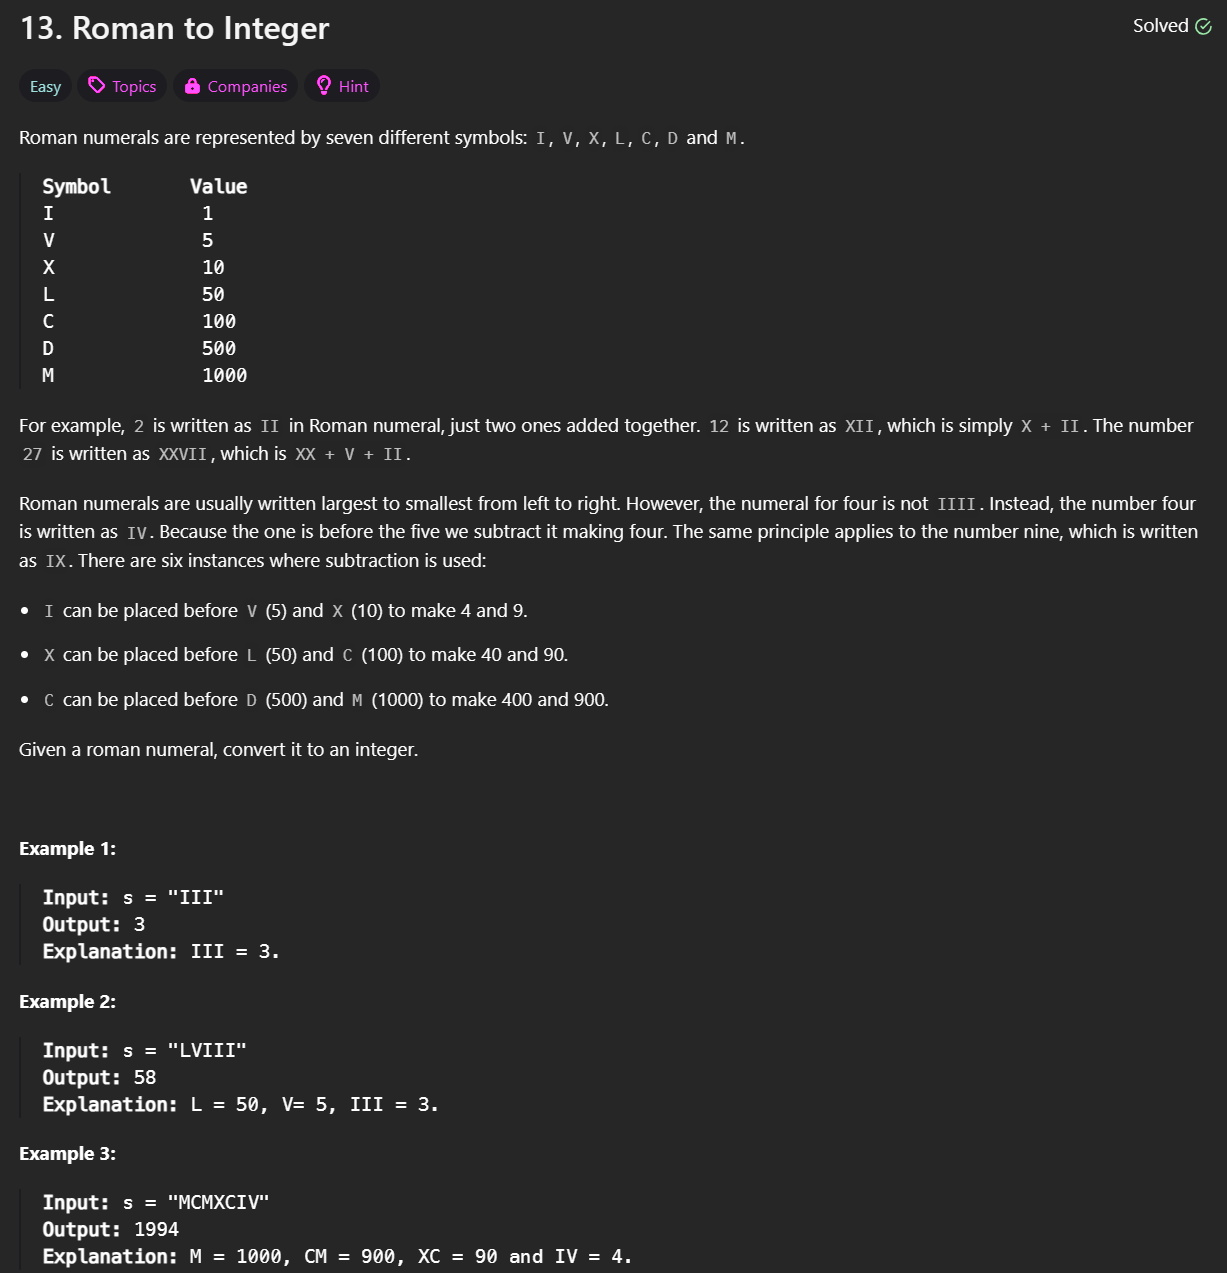 13. Roman to Integer
Solved
Easy Topics Companies Hint
Roman numerals are represented by seven different symbols: I, V, X, L, C, D and M.
Symbol Value
I 1
V 5
X 10
L 50
C 100
D 500
M 1000
For example, 2 is written as II in Roman numeral, just two ones added together. 12 is written as XII, which is simply X + II. The number
27 is written as XXVII, which is XX + V + II.
Roman numerals are usually written largest to smallest from left to right. However, the numeral for four is not IIII. Instead, the number four
is written as IV. Because the one is before the five we subtract it making four. The same principle applies to the number nine, which is written
as IX. There are six instances where subtraction is used:
• I can be placed before V (5) and X (10) to make 4 and 9.
• X can be placed before L (50) and C (100) to make 40 and 90.
• C can be placed before D (500) and M (1000) to make 400 and 900.
Given a roman numeral, convert it to an integer.
Example 1:
Input: s = "III"
Output: 3
Explanation: III = 3.
Example 2:
Input: s = "LVIII"
Output: 58
Explanation: L = 50, V= 5, III = 3.
Example 3:
Input: s = "MCMXCIV"
Output: 1994
Explanation: M = 1000, CM = 900, XC = 90 and IV = 4.